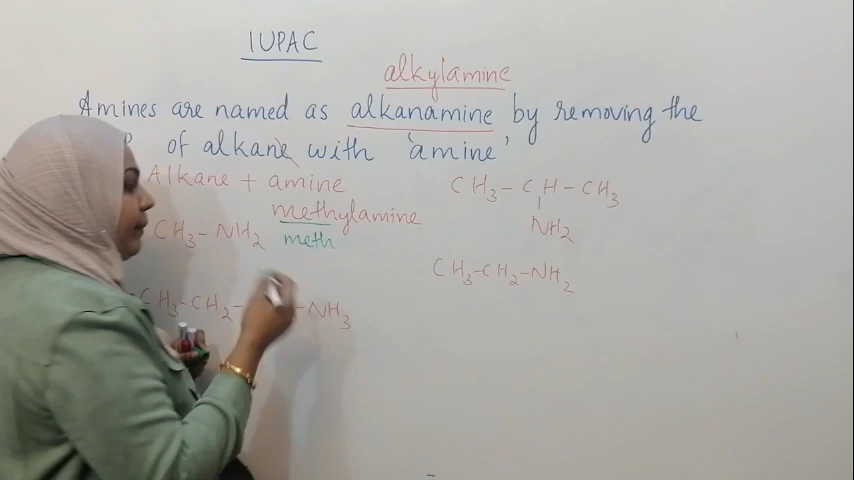 IUPAC
alkylamine
Amines are named as alkanamine by removing the
of alkane with 'amine'
Alkane + amine
CH3-CH-CH3
NH2
methylamine
CH3-NH2 meth
CH3-CH2-NH2
CH3-CH2- -NH3